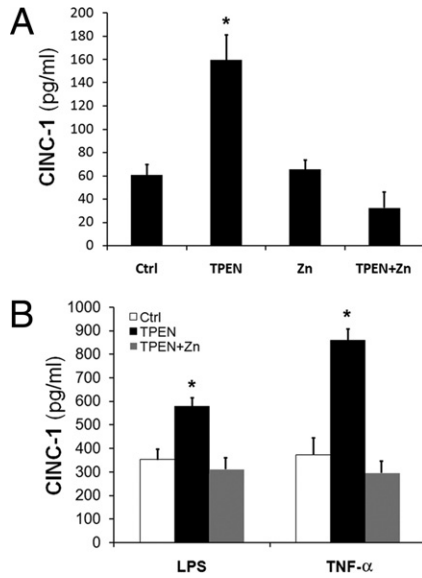 A
CINC-1 (pg/ml)
200
180
160
140
120
100
80
60
40
20
0
*
Ctrl TPEN Zn TPEN+Zn
B
CINC-1 (pg/ml)
1000
900
800
700
600
500
400
300
200
100
0
Ctrl
TPEN
TPEN+Zn
* *
LPS TNF-α